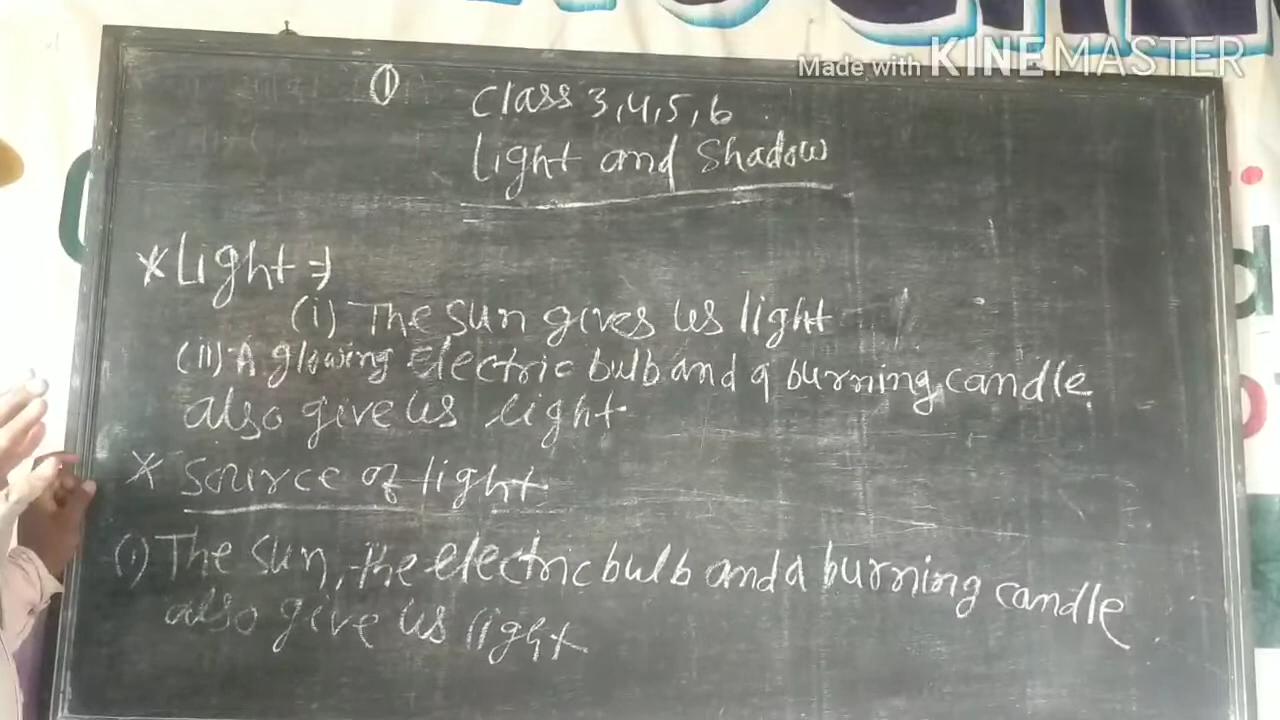 Made with KINEMASTER
① Class 3,4,5,6
Light and Shadow
* Light →
(i) The sun gives us light
(ii) A glowing electric bulb and a burning candle
also give us light
* Source of light
(i) The sun, the electric bulb and a burning candle
also give us light